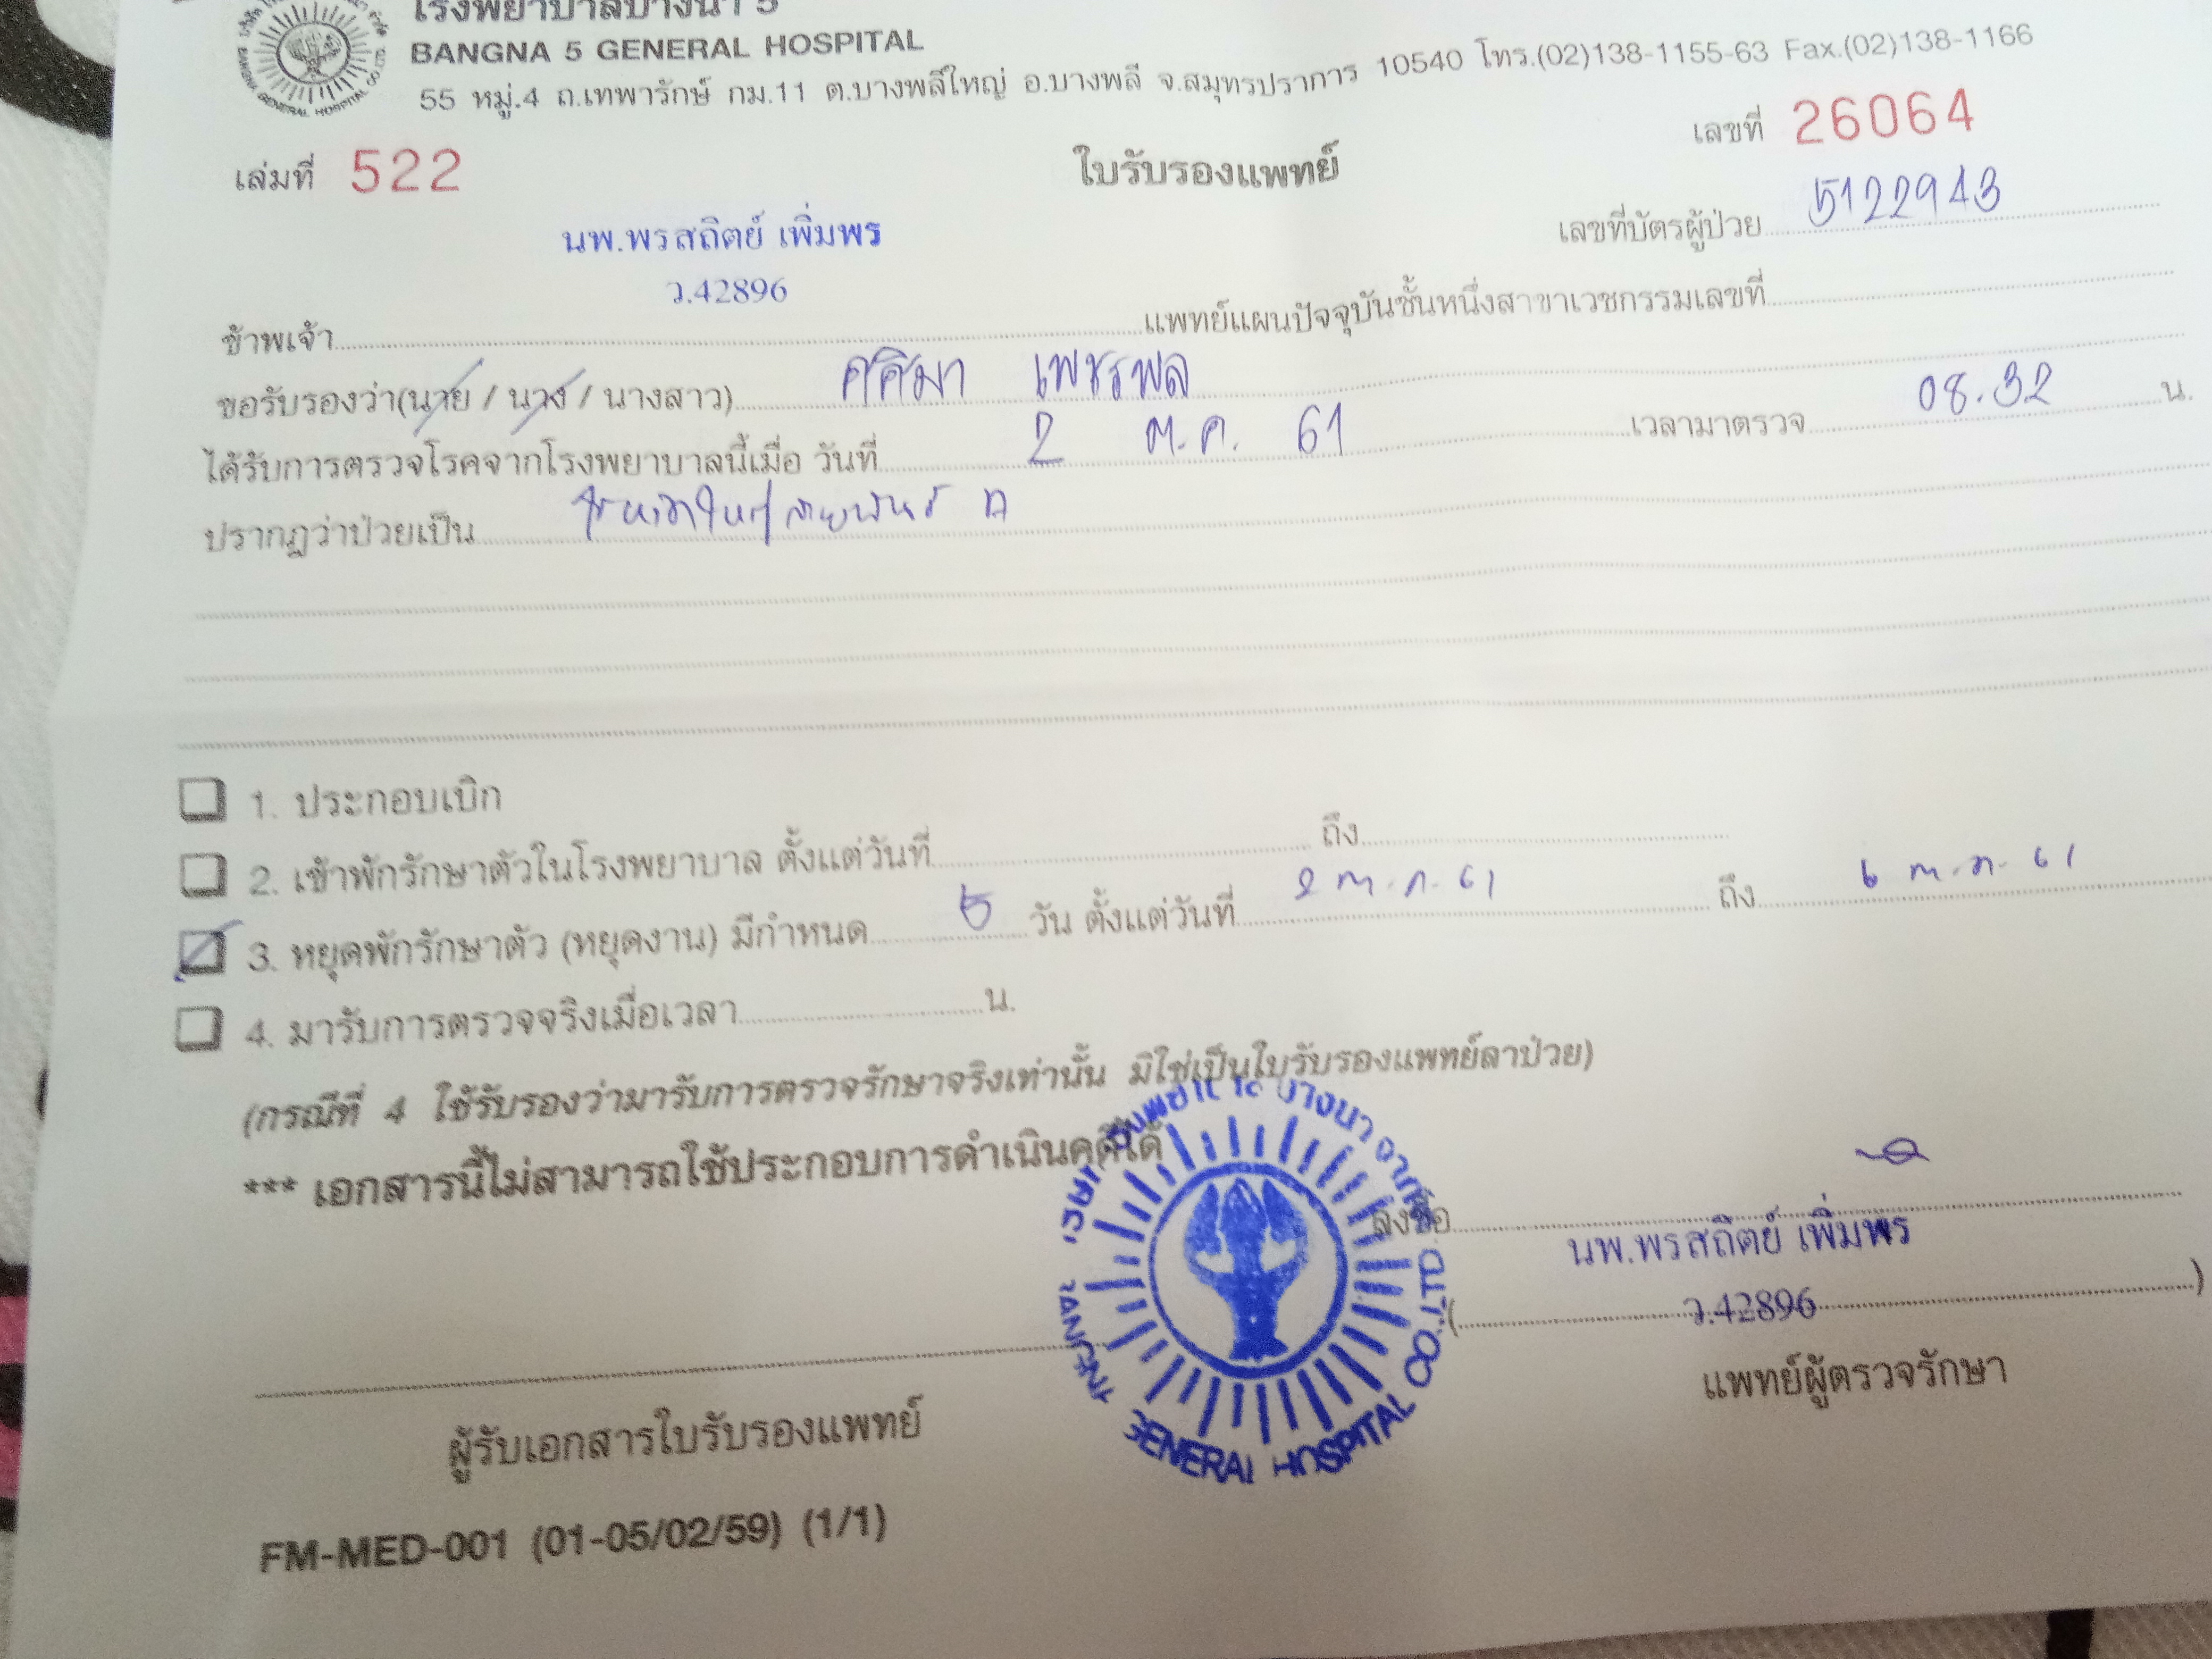 โรงพยาบาลบางนา 5
BANGNA 5 GENERAL HOSPITAL
55 หมู่.4 ถ.เทพารักษ์ กม.11 ต.บางพลีใหญ่ อ.บางพลี จ.สมุทรปราการ 10540 โทร.(02)138-1155-63 Fax.(02)138-1166
เล่มที่ 522
เลขที่ 26064
ใบรับรองแพทย์
เลขที่บัตรผู้ป่วย 5122943
นพ.พรสถิตย์ เพิ่มพร
ว.42896
ข้าพเจ้า แพทย์แผนปัจจุบันชั้นหนึ่งสาขาเวชกรรมเลขที่
ขอรับรองว่า(นาย / นาง / นางสาว) ศศิมา เพชรพล
ได้รับการตรวจโรคจากโรงพยาบาลนี้เมื่อ วันที่ 2 ต.ค. 61 เวลามาตรวจ 08.32 น.
ปรากฏว่าป่วยเป็น ไข้หวัดใหญ่สายพันธุ์
1. ประกอบเบิก
2. เข้าพักรักษาตัวในโรงพยาบาล ตั้งแต่วันที่ ถึง
3. หยุดพักรักษาตัว (หยุดงาน) มีกำหนด 5 วัน ตั้งแต่วันที่ 2 ต.ค. 61 ถึง 6 ต.ค. 61
4. มารับการตรวจจริงเมื่อเวลา น.
(กรณีที่ 4 ใช้รับรองว่ามารับการตรวจรักษาจริงเท่านั้น มิใช่เป็นใบรับรองแพทย์ลาป่วย)
*** เอกสารนี้ไม่สามารถใช้ประกอบการดำเนินคดีได้
ลงชื่อ
นพ.พรสถิตย์ เพิ่มพร
( ว.42896 )
แพทย์ผู้ตรวจรักษา
GENERAL HOSPITAL CO.,LTD.
ผู้รับเอกสารใบรับรองแพทย์
FM-MED-001 (01-05/02/59) (1/1)